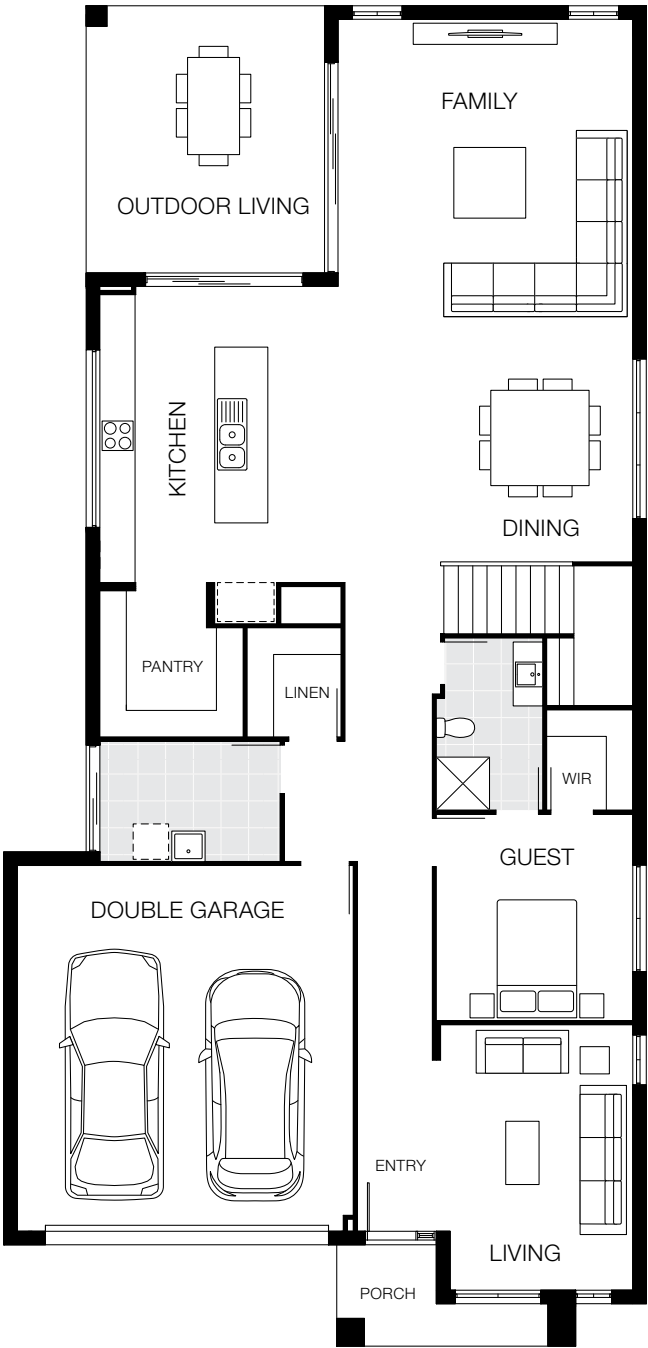 FAMILY
OUTDOOR LIVING
KITCHEN
DINING
PANTRY
LINEN
WIR
GUEST
DOUBLE GARAGE
ENTRY
LIVING
PORCH